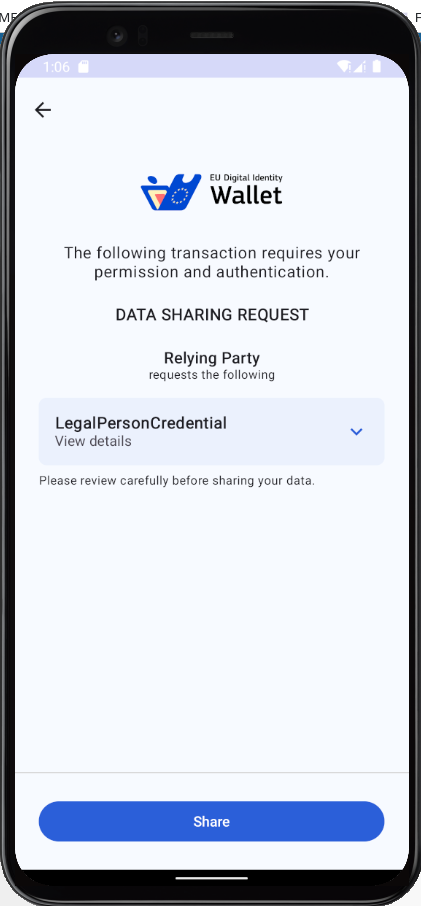 1:06
EU Digital Identity
Wallet
The following transaction requires your
permission and authentication.
DATA SHARING REQUEST
Relying Party
requests the following
LegalPersonCredential
View details
Please review carefully before sharing your data.
Share